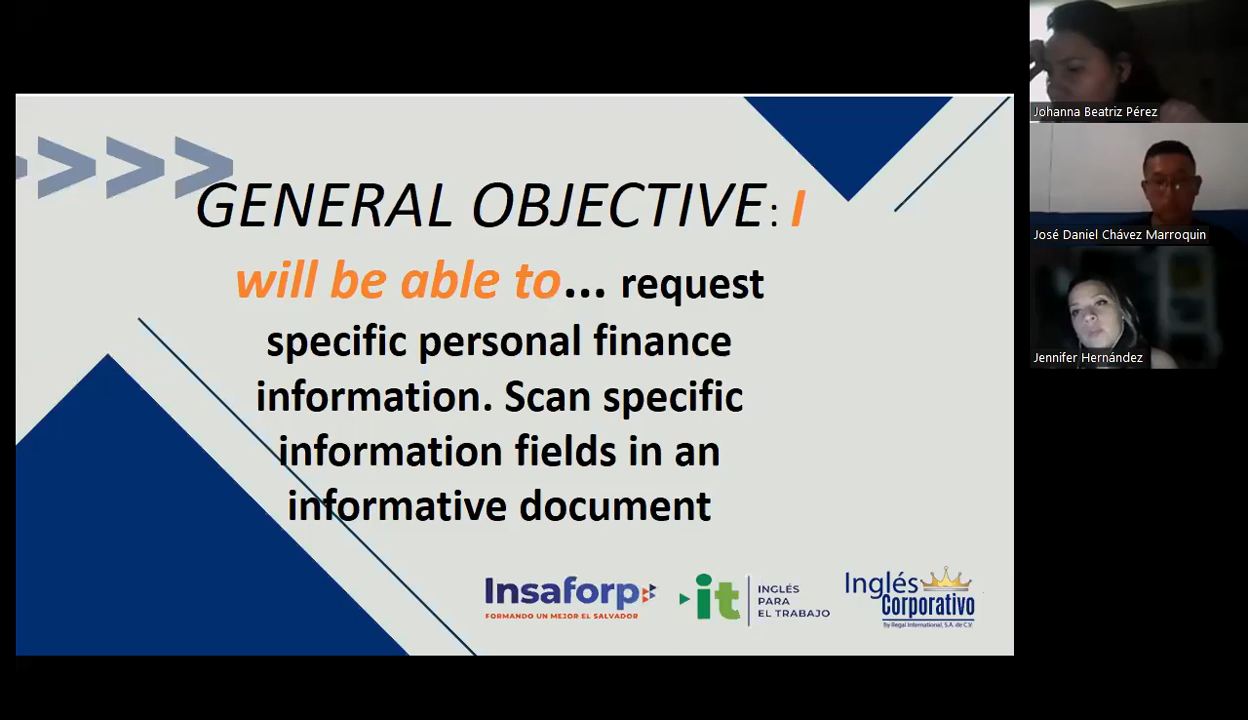 GENERAL OBJECTIVE: I
will be able to... request
specific personal finance
information. Scan specific
information fields in an
informative document
Insaforp
FORMANDO UN MEJOR EL SALVADOR
it
INGLÉS
PARA
EL TRABAJO
Inglés
Corporativo
By Regal International, S.A. de C.V.
Johanna Beatriz Pérez
José Daniel Chávez Marroquin
Jennifer Hernández